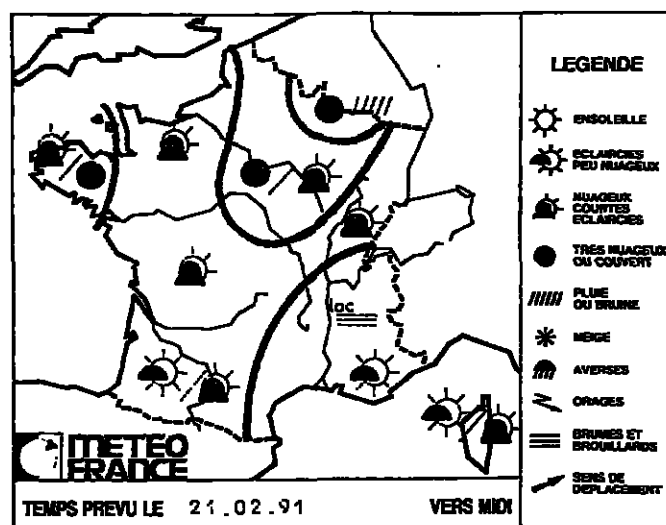 LEGENDE
ENSOLEILLE
ECLAIRCIES
PEU NUAGEUX
NUAGEUX
COURTES
ECLAIRCIES
TRES NUAGEUX
OU COUVERT
PLUIE
OU BRUINE
NEIGE
AVERSES
ORAGES
BRUMES ET
BROUILLARDS
SENS DE
DEPLACEMENT
loc
METEO
FRANCE
TEMPS PREVU LE 21.02.91 VERS MIDI